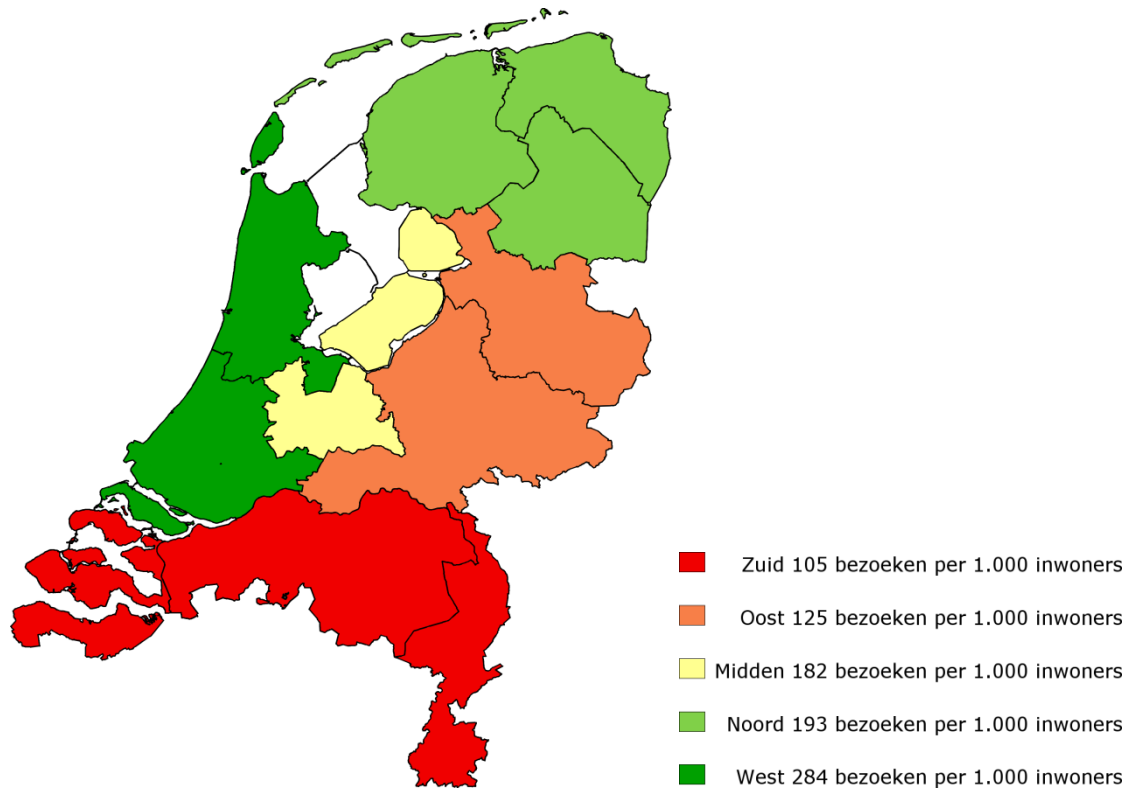 Zuid 105 bezoeken per 1.000 inwoners
Oost 125 bezoeken per 1.000 inwoners
Midden 182 bezoeken per 1.000 inwoners
Noord 193 bezoeken per 1.000 inwoners
West 284 bezoeken per 1.000 inwoners